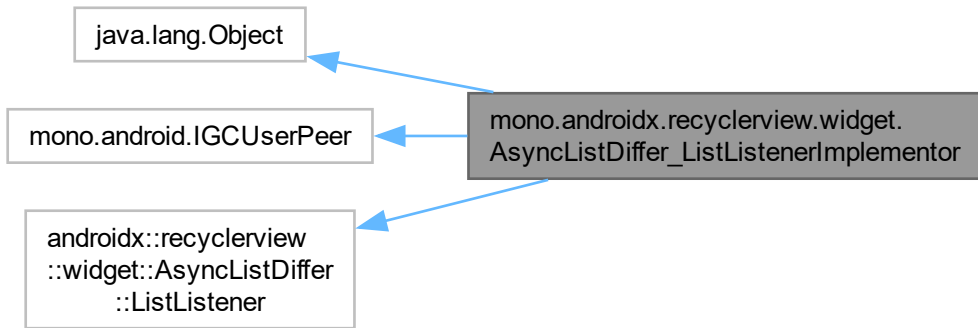 java.lang.Object
mono.android.IGCUserPeer
androidx::recyclerview
::widget::AsyncListDiffer
::ListListener
mono.androidx.recyclerview.widget.
AsyncListDiffer_ListListenerImplementor